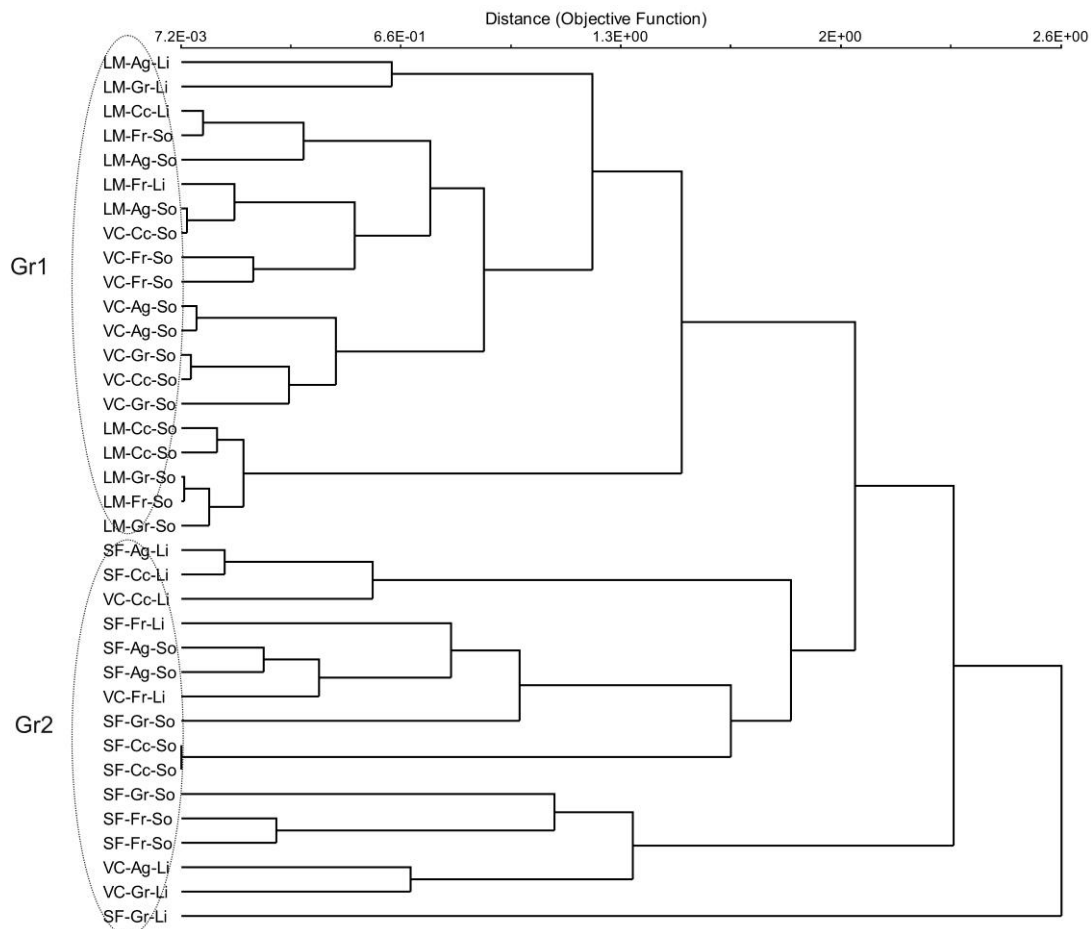 Distance (Objective Function)
7.2E-03 6.6E-01 1.3E+00 2E+00 2.6E+00
LM-Ag-Li
LM-Gr-Li
LM-Cc-Li
LM-Fr-So
LM-Ag-So
LM-Fr-Li
LM-Ag-So
VC-Cc-So
VC-Fr-So
Gr1
VC-Fr-So
VC-Ag-So
VC-Ag-So
VC-Gr-So
VC-Cc-So
VC-Gr-So
LM-Cc-So
LM-Cc-So
LM-Gr-So
LM-Fr-So
LM-Gr-So
SF-Ag-Li
SF-Cc-Li
VC-Cc-Li
SF-Fr-Li
SF-Ag-So
SF-Ag-So
VC-Fr-Li
SF-Gr-So
Gr2
SF-Cc-So
SF-Cc-So
SF-Gr-So
SF-Fr-So
SF-Fr-So
VC-Ag-Li
VC-Gr-Li
SF-Gr-Li